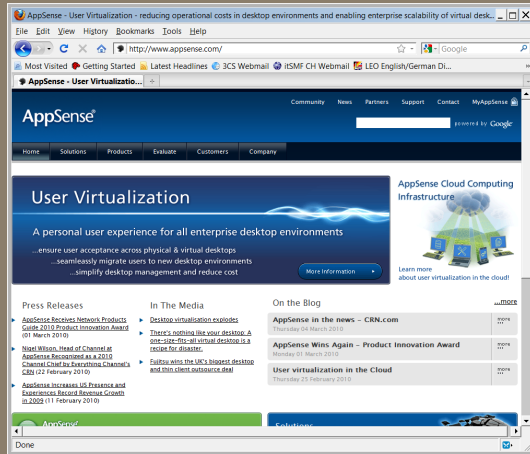 AppSense - User Virtualization - reducing operational costs in desktop environments and enabling enterprise scalability of virtual desk...
File Edit View History Bookmarks Tools Help
http://www.appsense.com/
Google
Most Visited Getting Started Latest Headlines 3CS Webmail itSMF CH Webmail LEO English/German Di...
AppSense - User Virtualizatio...
Community News Partners Support Contact MyAppSense
AppSense®
powered by Google
Home Solutions Products Evaluate Customers Company
User Virtualization
A personal user experience for all enterprise desktop environments
...ensure user acceptance across physical & virtual desktops
...seamleassly migrate users to new desktop environments
...simplify desktop management and reduce cost
More Information
AppSense Cloud Computing
Infrastructure
Learn more
about user virtualization in the cloud!
Press Releases
AppSense Receives Network Products
Guide 2010 Product Innovation Award
(01 March 2010)
Nigel Wilson, Head of Channel at
AppSense Recognized as a 2010
Channel Chief by Everything Channel's
CRN (22 February 2010)
AppSense Increases US Presence and
Experiences Record Revenue Growth
in 2009 (11 February 2010)
In The Media
Desktop virtualisation explodes
There's nothing like your desktop: A
one-size-fits-all virtual desktop is a
recipe for disaster.
Fujitsu wins the UK's biggest desktop
and thin client outsource deal
On the Blog
...more
AppSense in the news - CRN.com
Thursday 04 March 2010
more
...
AppSense Wins Again - Product Innovation Award
Monday 01 March 2010
more
...
User virtualization in the Cloud
Thursday 25 February 2010
more
...
AppSense
Solutions
Done